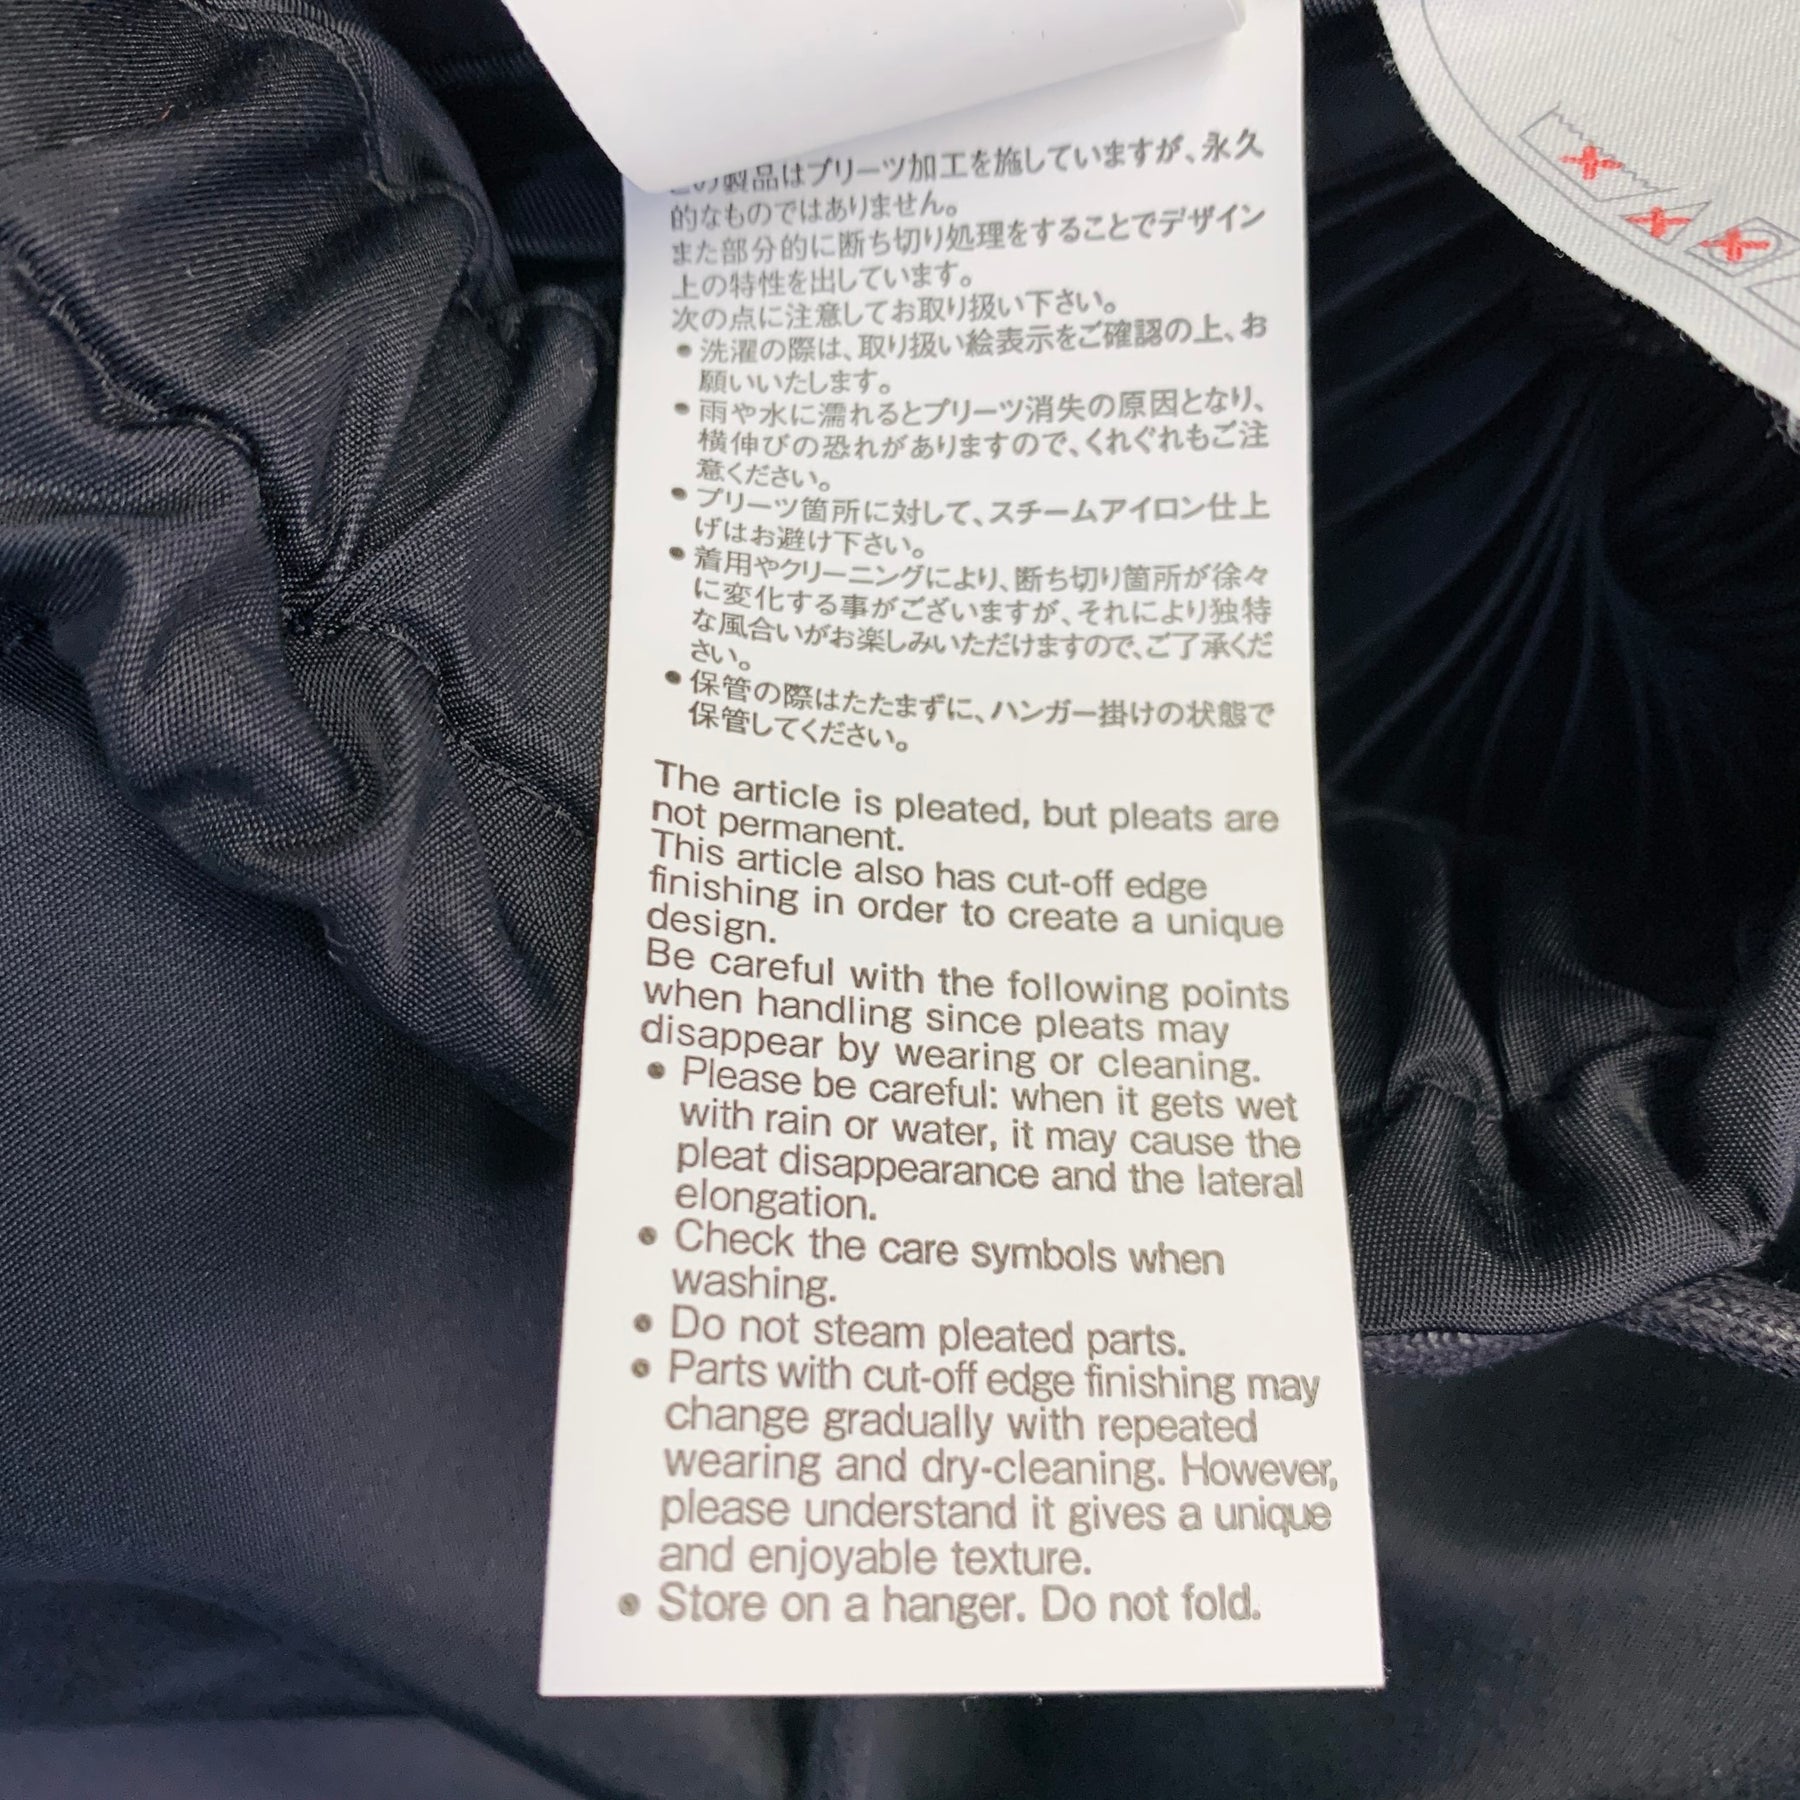 この製品はプリーツ加工を施していますが、永久
的なものではありません。
また部分的に断ち切り処理をすることでデザイン
上の特性を出しています。
次の点に注意してお取り扱い下さい。
● 洗濯の際は、取り扱い絵表示をご確認の上、お
願いいたします。
● 雨や水に濡れるとプリーツ消失の原因となり、
横伸びの恐れがありますので、くれぐれもご注
意ください。
● プリーツ箇所に対して、スチームアイロン仕上
げはお避け下さい。
● 着用やクリーニングにより、断ち切り箇所が徐々
に変化する事がございますが、それにより独特
な風合いがお楽しみいただけますので、ご了承くだ
さい。
● 保管の際はたたまずに、ハンガー掛けの状態で
保管してください。
The article is pleated, but pleats are
not permanent.
This article also has cut-off edge
finishing in order to create a unique
design.
Be careful with the following points
when handling since pleats may
disappear by wearing or cleaning.
● Please be careful: when it gets wet
with rain or water, it may cause the
pleat disappearance and the lateral
elongation.
● Check the care symbols when
washing.
● Do not steam pleated parts.
● Parts with cut-off edge finishing may
change gradually with repeated
wearing and dry-cleaning. However,
please understand it gives a unique
and enjoyable texture.
● Store on a hanger. Do not fold.